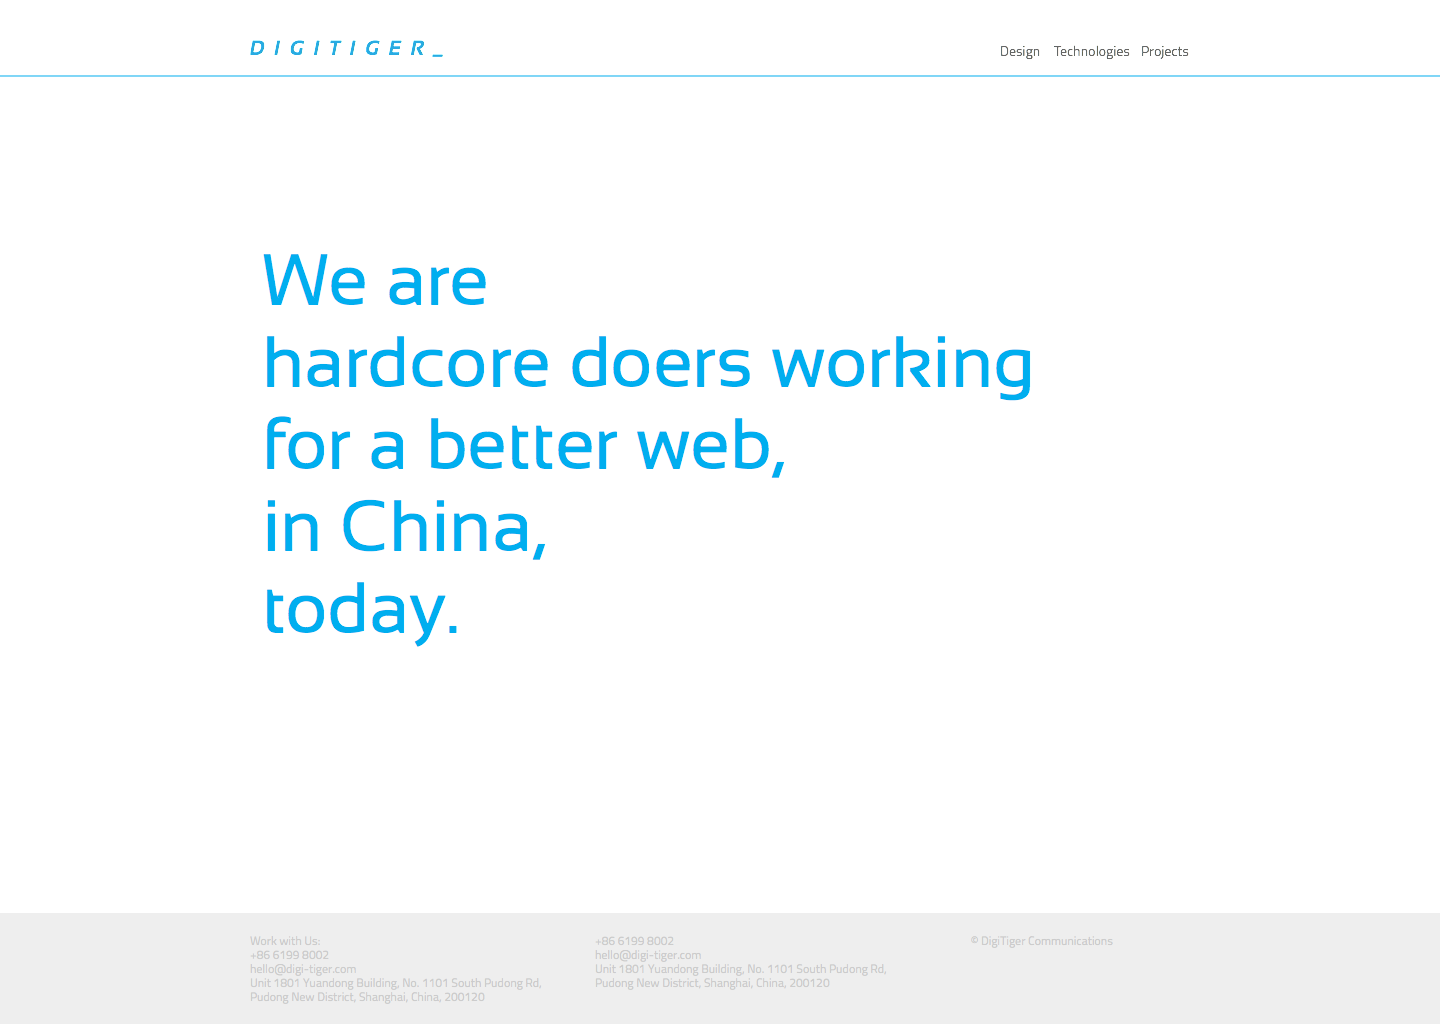 DIGITIGER_
Design Technologies Projects
We are
hardcore doers working
for a better web,
in China,
today.
Work with Us:
+86 6199 8002
hello@digi-tiger.com
Unit 1801 Yuandong Building, No. 1101 South Pudong Rd,
Pudong New District, Shanghai, China, 200120
+86 6199 8002
hello@digi-tiger.com
Unit 1801 Yuandong Building, No. 1101 South Pudong Rd,
Pudong New District, Shanghai, China, 200120
© DigiTiger Communications